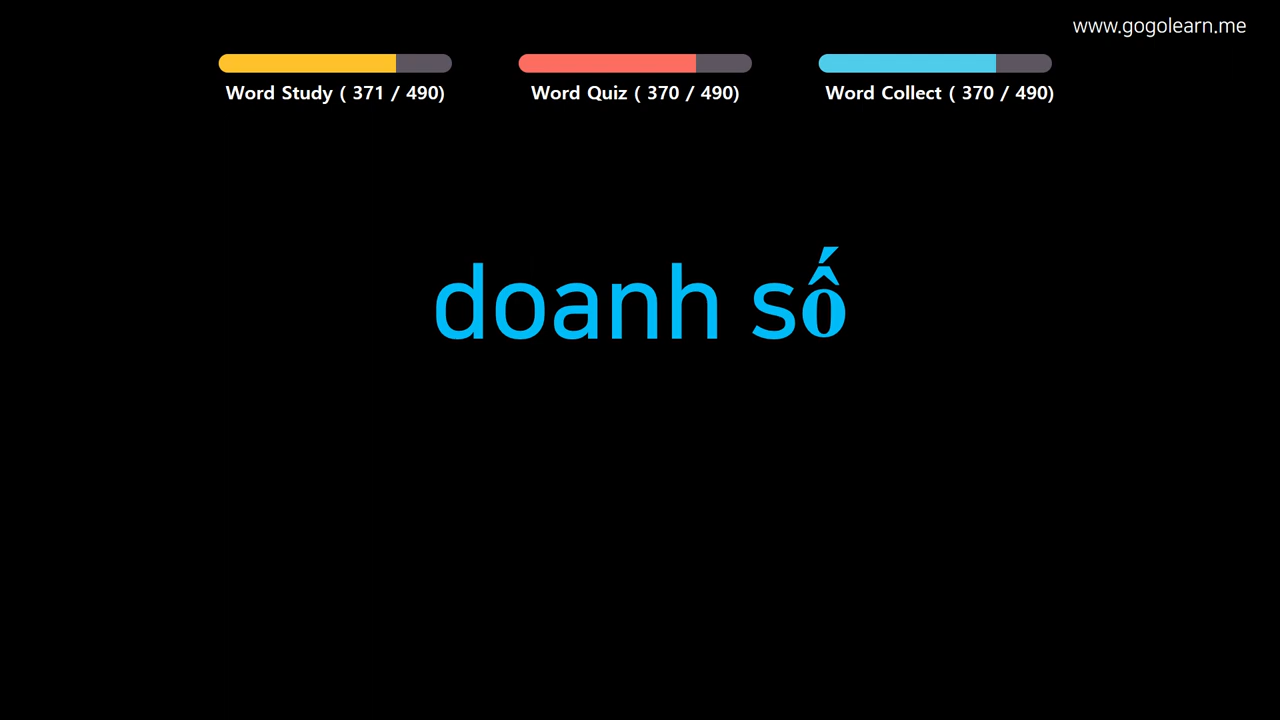 www.gogolearn.me
Word Study ( 371 / 490)
Word Quiz ( 370 / 490)
Word Collect ( 370 / 490)
doanh số